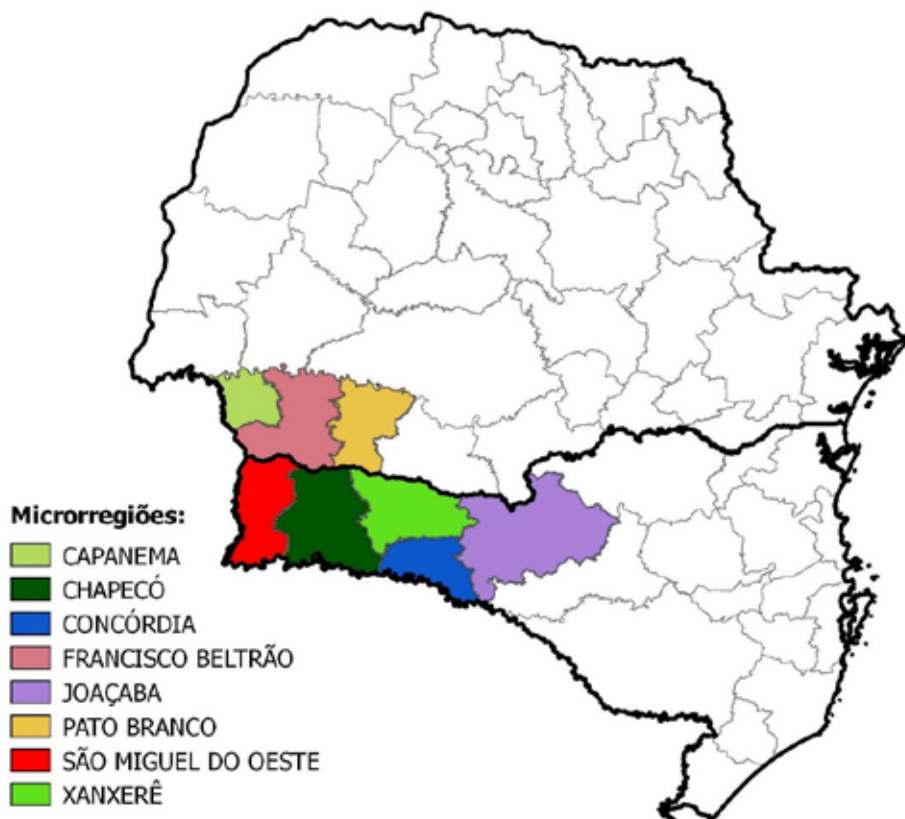 Microrregiões:
CAPANEMA
CHAPECÓ
CONCÓRDIA
FRANCISCO BELTRÃO
JOAÇABA
PATO BRANCO
SÃO MIGUEL DO OESTE
XANXERÊ